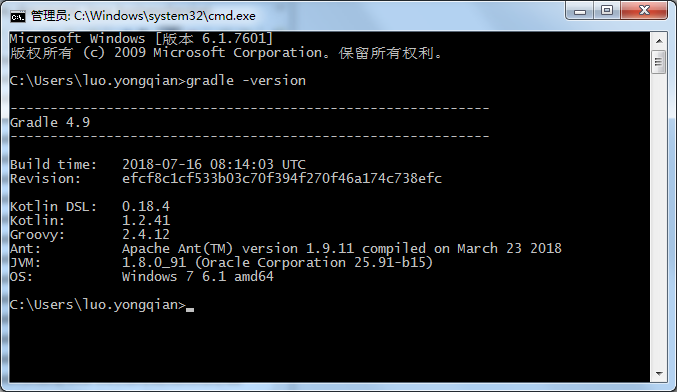 管理员: C:\Windows\system32\cmd.exe
Microsoft Windows [版本 6.1.7601]
版权所有 (c) 2009 Microsoft Corporation。保留所有权利。
C:\Users\luo.yongqian>gradle -version
------------------------------------------------------------
Gradle 4.9
------------------------------------------------------------
Build time:   2018-07-16 08:14:03 UTC
Revision:     efcf8c1cf533b03c70f394f270f46a174c738efc
Kotlin DSL:   0.18.4
Kotlin:       1.2.41
Groovy:       2.4.12
Ant:          Apache Ant(TM) version 1.9.11 compiled on March 23 2018
JVM:          1.8.0_91 (Oracle Corporation 25.91-b15)
OS:           Windows 7 6.1 amd64
C:\Users\luo.yongqian>